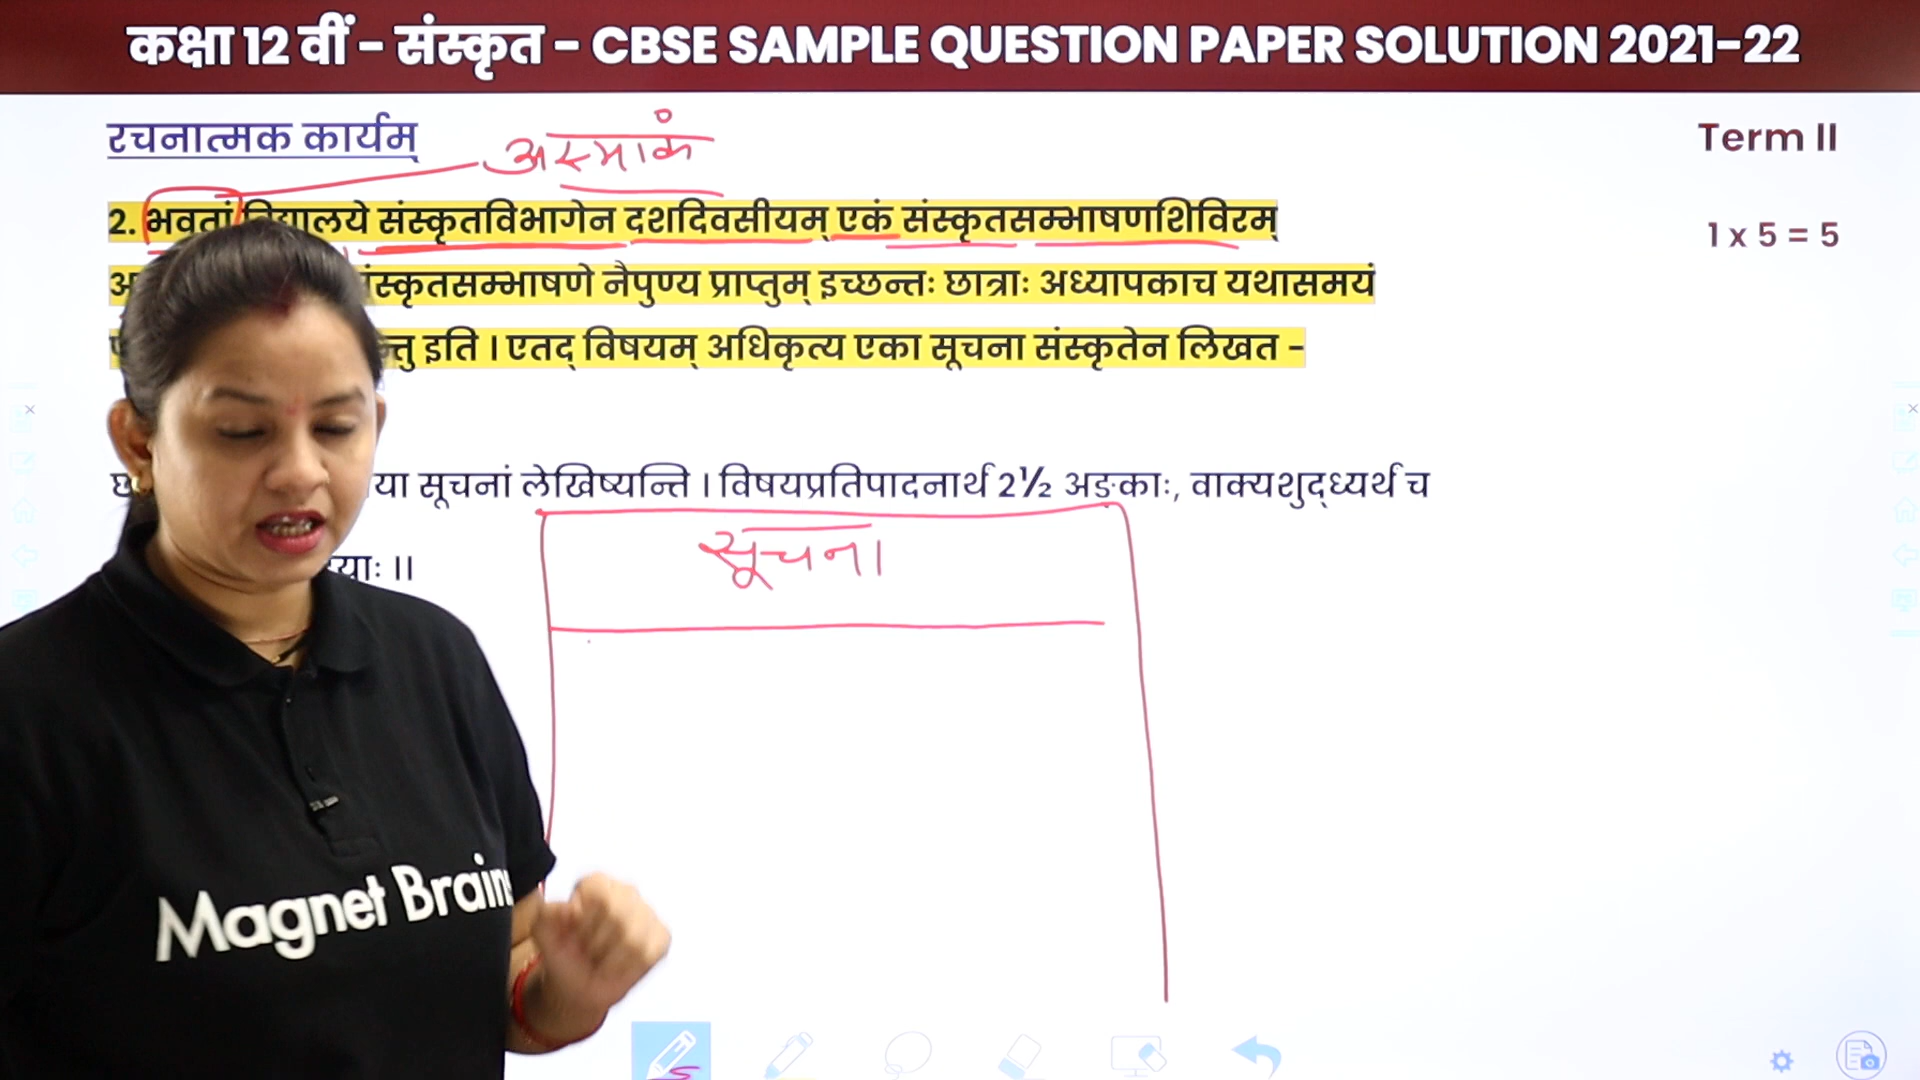 कक्षा 12 वीं - संस्कृत - CBSE SAMPLE QUESTION PAPER SOLUTION 2021-22
रचनात्मक कार्यम्
अस्माकं
Term II
2. भवतां विद्यालये संस्कृतविभागेन दशदिवसीयम् एकं संस्कृतसम्भाषणशिविरम्
1 x 5 = 5
संस्कृतसम्भाषणे नैपुण्य प्राप्तुम् इच्छन्तः छात्राः अध्यापकाच यथासमयं
इति । एतद् विषयम् अधिकृत्य एका सूचना संस्कृतेन लिखत -
सूचनां लेखिष्यन्ति । विषयप्रतिपादनार्थ 2½ अङ्काः, वाक्यशुद्ध्यर्थ च
सूचना
Magnet Brains